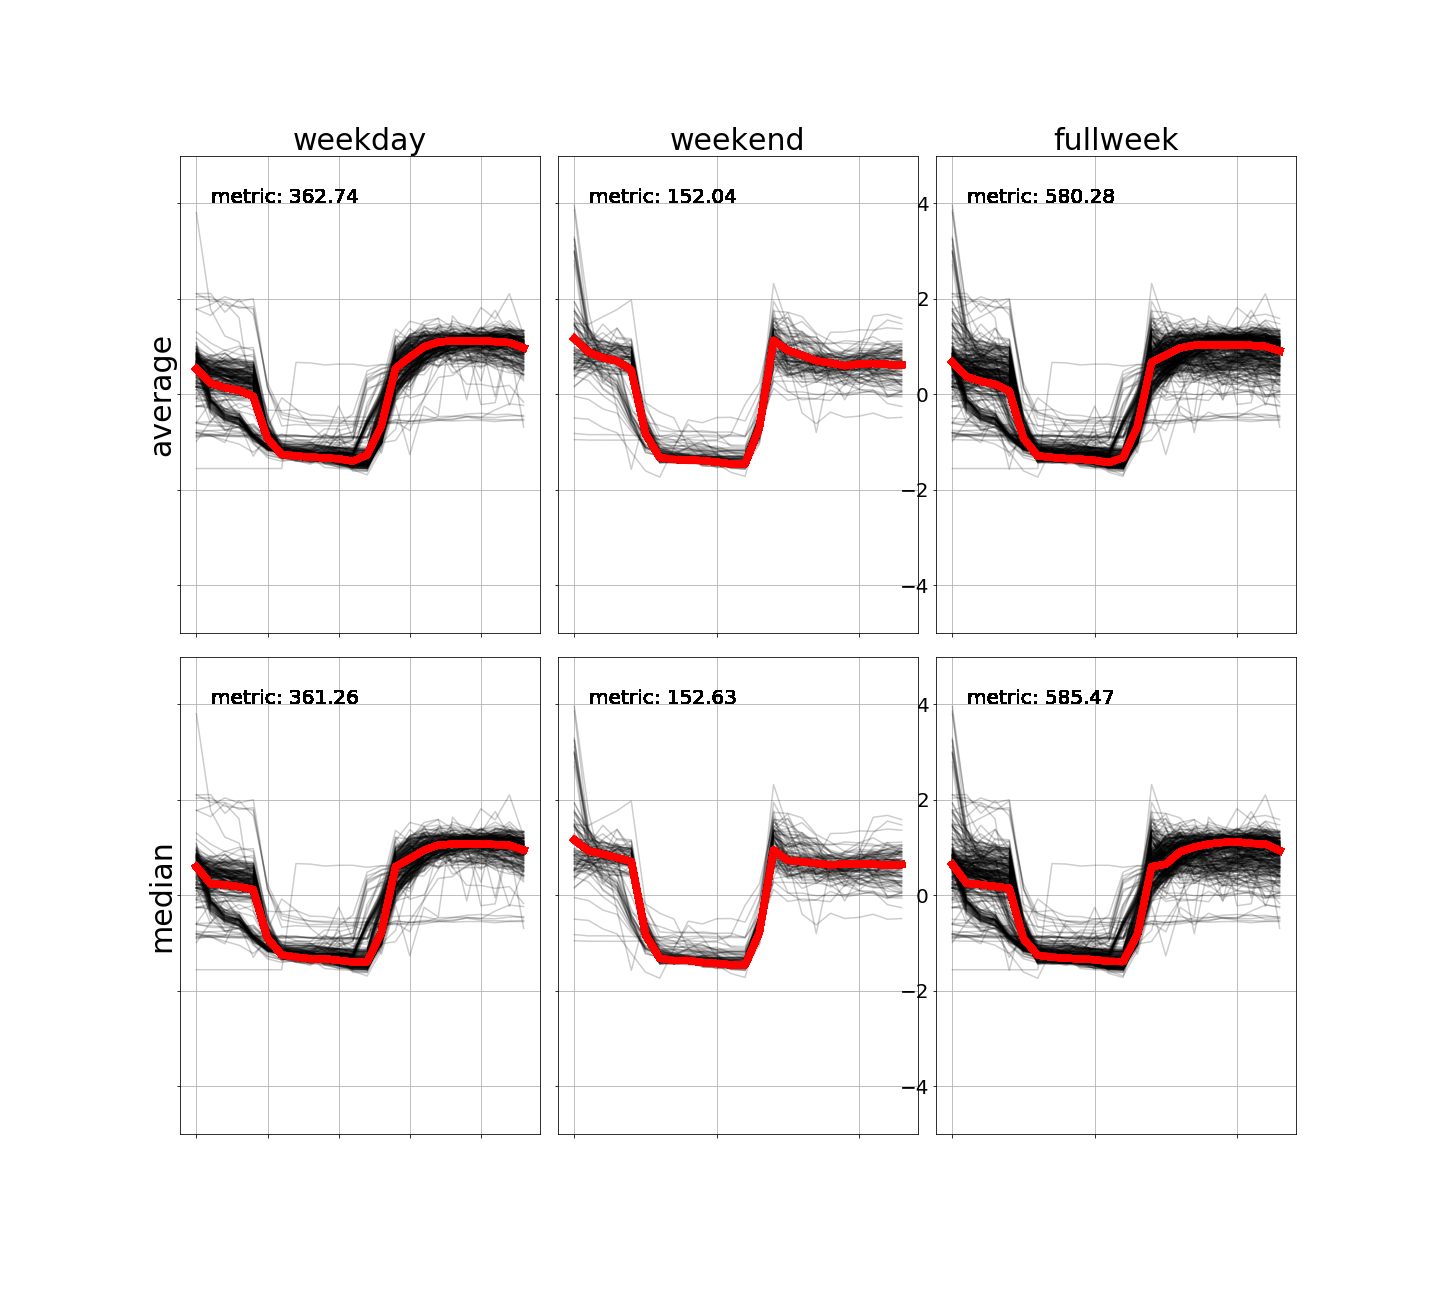 weekday weekend fullweek
metric: 362.74 metric: 152.04 metric: 580.28
4
2
average
0
−2
−4
metric: 361.26 metric: 152.63 metric: 585.47
4
2
median
0
−2
−4